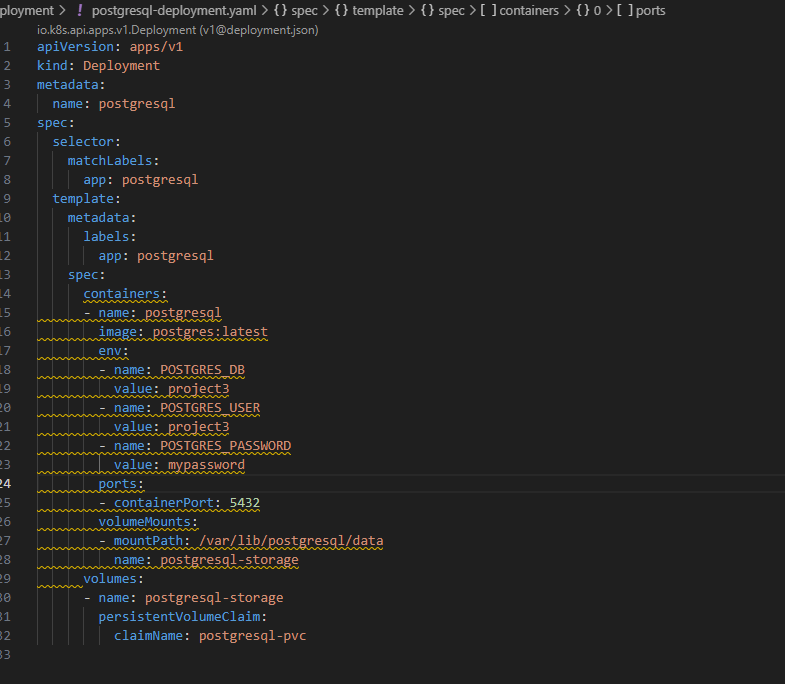 ployment > ! postgresql-deployment.yaml > {} spec > {} template > {} spec > [ ] containers > {} 0 > [ ] ports
io.k8s.api.apps.v1.Deployment (v1@deployment.json)
1 apiVersion: apps/v1
2 kind: Deployment
3 metadata:
4   name: postgresql
5 spec:
6   selector:
7     matchLabels:
8       app: postgresql
9   template:
10     metadata:
11       labels:
12         app: postgresql
13     spec:
14       containers:
15       - name: postgresql
16         image: postgres:latest
17         env:
18         - name: POSTGRES_DB
19           value: project3
20         - name: POSTGRES_USER
21           value: project3
22         - name: POSTGRES_PASSWORD
23           value: mypassword
24         ports:
25         - containerPort: 5432
26         volumeMounts:
27         - mountPath: /var/lib/postgresql/data
28           name: postgresql-storage
29       volumes:
30       - name: postgresql-storage
31         persistentVolumeClaim:
32           claimName: postgresql-pvc
33